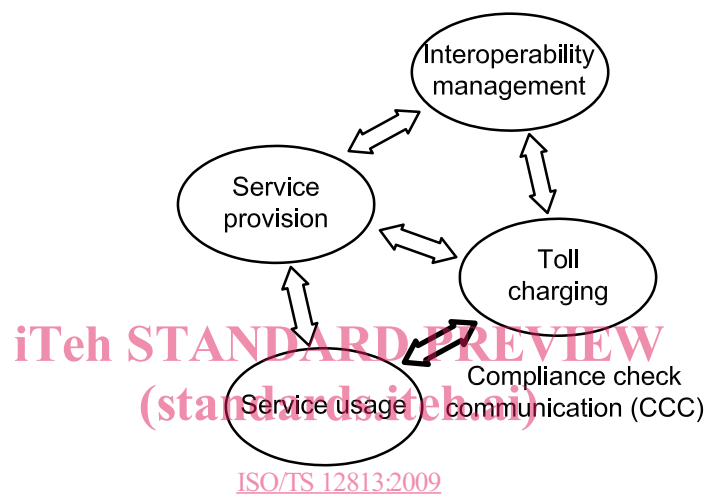 Interoperability
management
Service
provision
Toll
charging
iTeh STANDARD PREVIEW
Compliance check
(standards.iteh.ai)
Service usage
communication (CCC)
ISO/TS 12813:2009